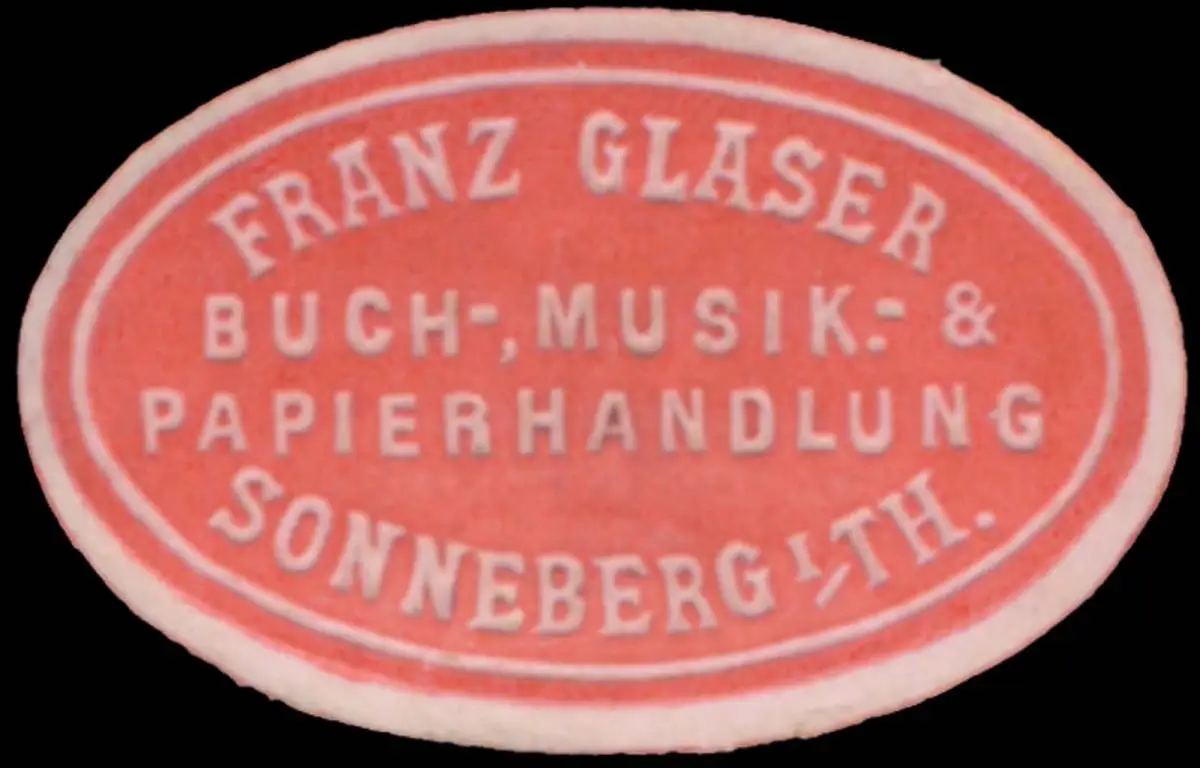 FRANZ GLASER
BUCH-, MUSIK.- &
PAPIERHANDLUNG
SONNEBERG I/TH.